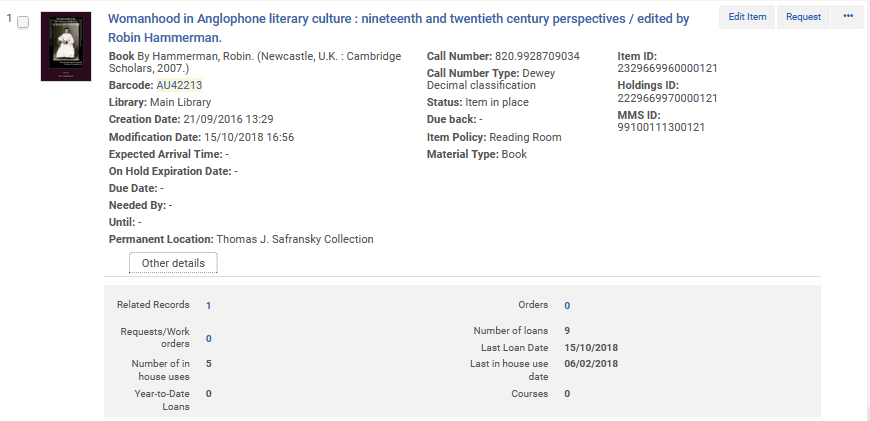 1
Womanhood in Anglophone literary culture : nineteenth and twentieth century perspectives / edited by
Robin Hammerman.
Edit Item
Request
•••
Book By Hammerman, Robin. (Newcastle, U.K. : Cambridge
Scholars, 2007.)
Barcode: AU42213
Library: Main Library
Creation Date: 21/09/2016 13:29
Modification Date: 15/10/2018 16:56
Expected Arrival Time: -
On Hold Expiration Date: -
Due Date: -
Needed By: -
Until: -
Permanent Location: Thomas J. Safransky Collection
Call Number: 820.9928709034
Call Number Type: Dewey
Decimal classification
Status: Item in place
Due back: -
Item Policy: Reading Room
Material Type: Book
Item ID:
2329669960000121
Holdings ID:
2229669970000121
MMS ID:
99100111300121
Other details
Related Records 1
Requests/Work
orders 0
Number of in
house uses 5
Year-to-Date
Loans 0
Orders 0
Number of loans 9
Last Loan Date 15/10/2018
Last in house use
date 06/02/2018
Courses 0